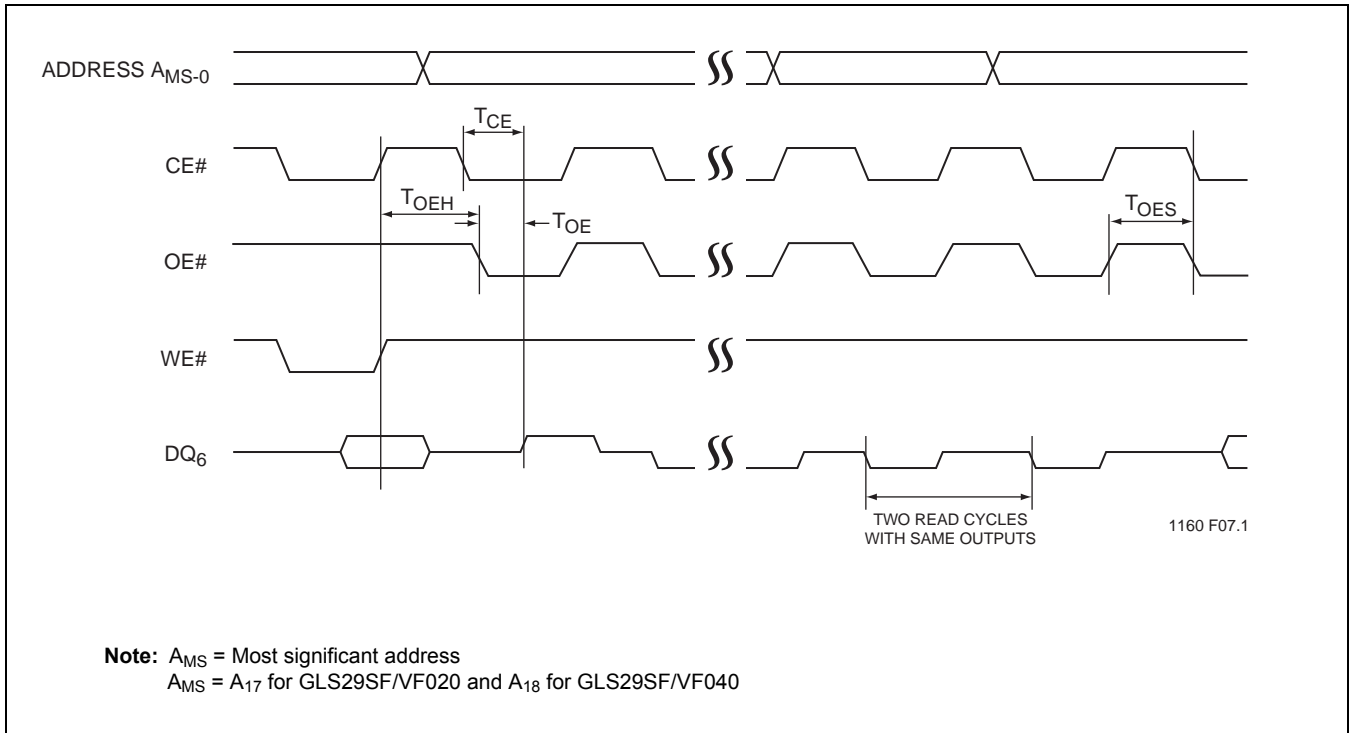 ADDRESS AMS-0
TCE
CE#
TOEH
TOE
TOES
OE#
WE#
DQ6
TWO READ CYCLES
WITH SAME OUTPUTS
1160 F07.1
Note: AMS = Most significant address
AMS = A17 for GLS29SF/VF020 and A18 for GLS29SF/VF040